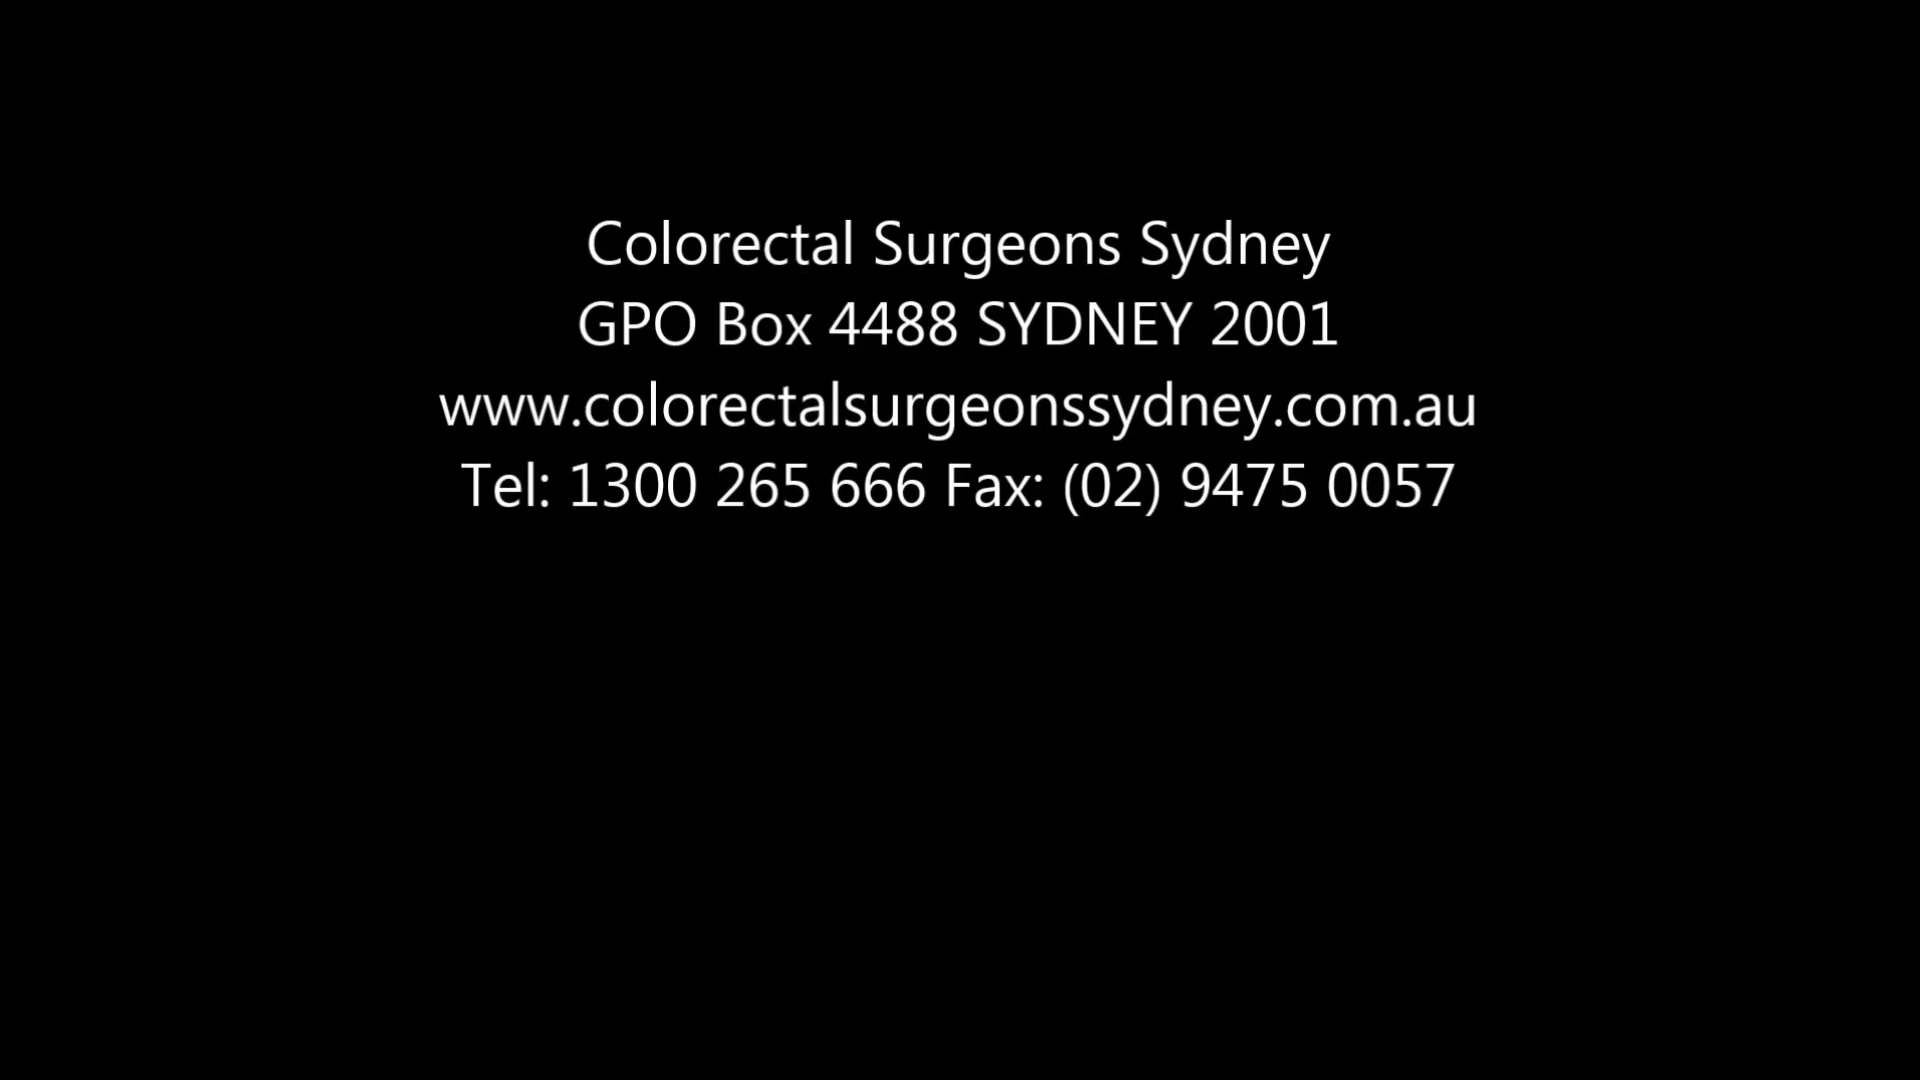 Colorectal Surgeons Sydney
GPO Box 4488 SYDNEY 2001
www.colorectalsurgeonssydney.com.au
Tel: 1300 265 666 Fax: (02) 9475 0057